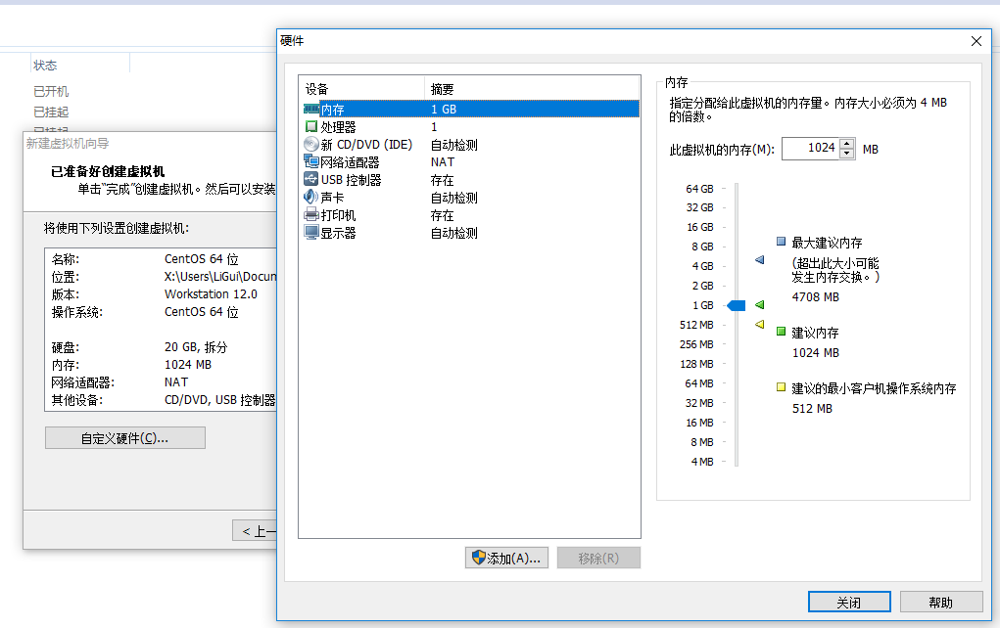 硬件
状态
已开机
已挂起
已挂起
新建虚拟机向导
已准备好创建虚拟机
单击“完成”创建虚拟机。然后可以安装
将使用下列设置创建虚拟机:
名称: CentOS 64 位
位置: X:\Users\LiGui\Docun
版本: Workstation 12.0
操作系统: CentOS 64 位
硬盘: 20 GB, 拆分
内存: 1024 MB
网络适配器: NAT
其他设备: CD/DVD, USB 控制器
自定义硬件(C)...
< 上一
设备 摘要
内存 1 GB
处理器 1
新 CD/DVD (IDE) 自动检测
网络适配器 NAT
USB 控制器 存在
声卡 自动检测
打印机 存在
显示器 自动检测
添加(A)... 移除(R)
内存
指定分配给此虚拟机的内存量。内存大小必须为 4 MB
的倍数。
此虚拟机的内存(M): 1024 MB
64 GB
32 GB
16 GB
8 GB
4 GB
2 GB
1 GB
512 MB
256 MB
128 MB
64 MB
32 MB
16 MB
8 MB
4 MB
最大建议内存
(超出此大小可能
发生内存交换。)
4708 MB
建议内存
1024 MB
建议的最小客户机操作系统内存
512 MB
关闭 帮助